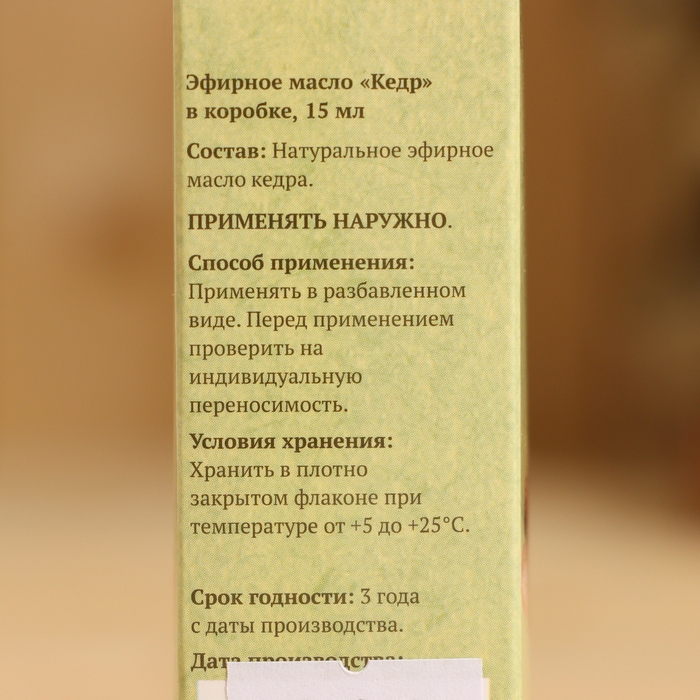 Эфирное масло «Кедр»
в коробке, 15 мл
Состав: Натуральное эфирное
масло кедра.
ПРИМЕНЯТЬ НАРУЖНО.
Способ применения:
Применять в разбавленном
виде. Перед применением
проверить на
индивидуальную
переносимость.
Условия хранения:
Хранить в плотно
закрытом флаконе при
температуре от +5 до +25°C.
Срок годности: 3 года
с даты производства.
Дата производства: